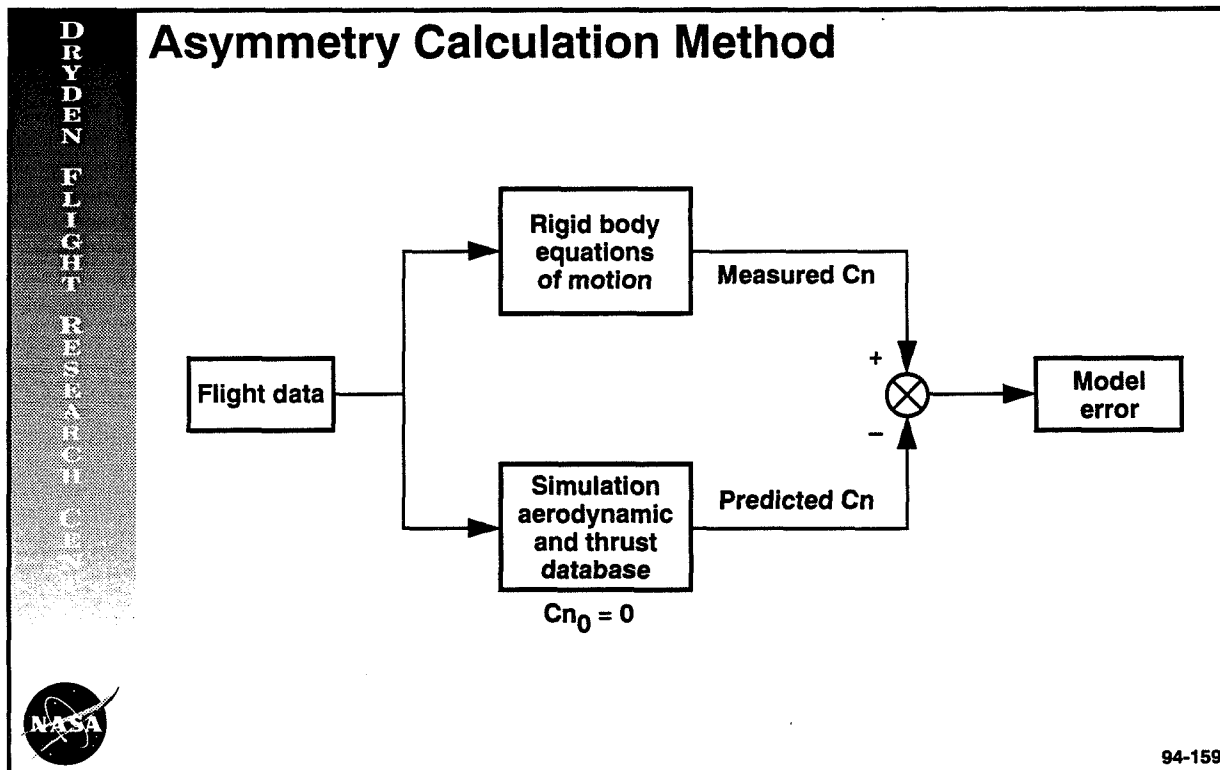 Asymmetry Calculation Method
DRYDEN FLIGHT RESEARCH CEN
Rigid body
equations
of motion
Measured Cn
+
Flight data
Model
error
−
Simulation
aerodynamic
and thrust
database
Predicted Cn
Cn0 = 0
NASA
94-159